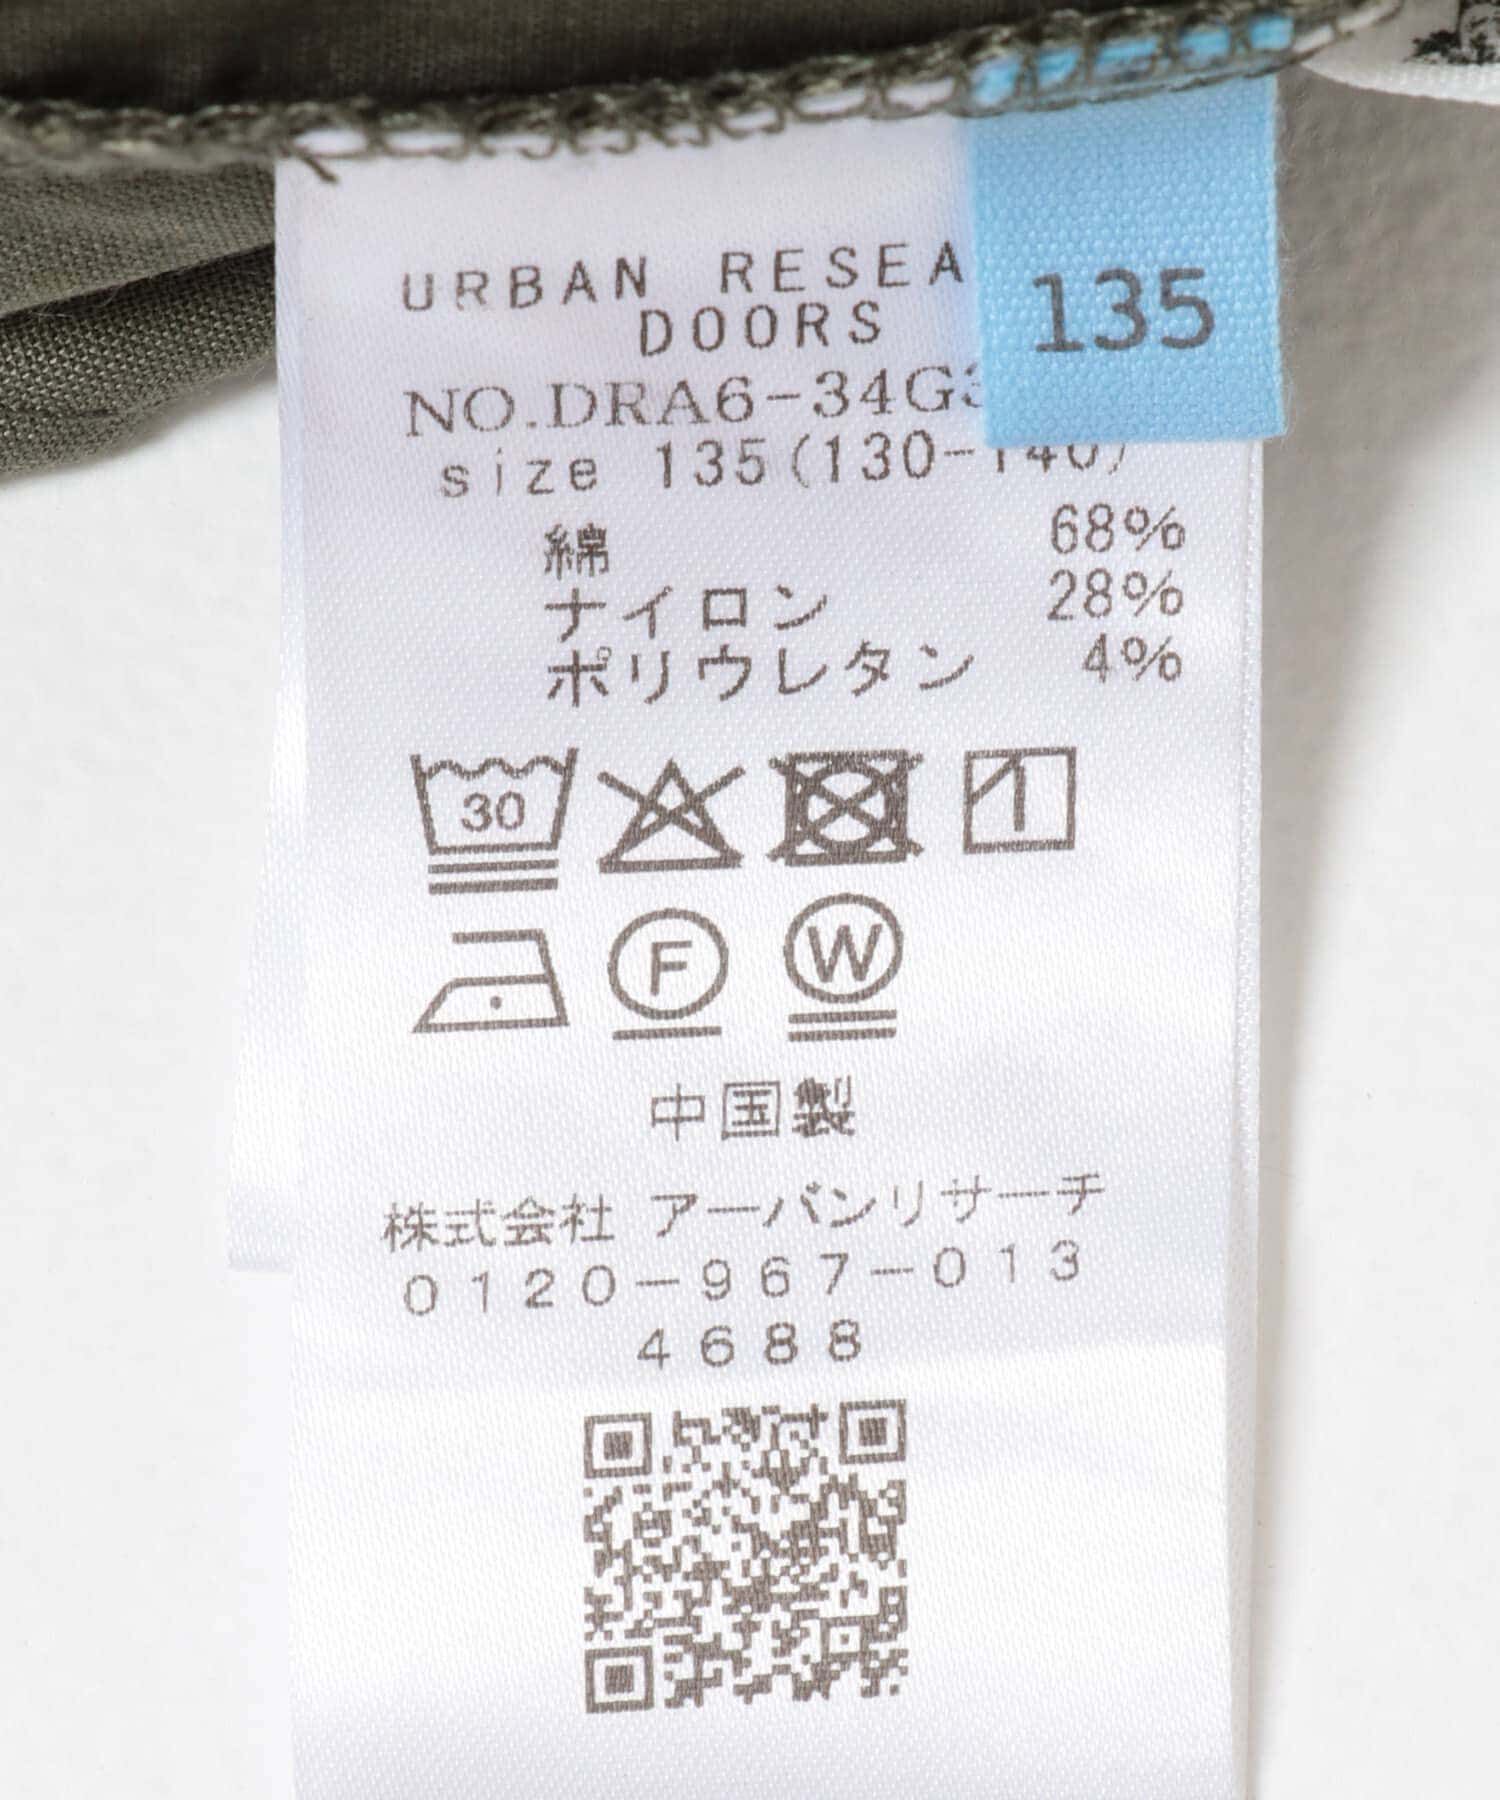 URBAN RESEA
DOORS
135
NO.DRA6-34G
size 135(130-140)
綿 68%
ナイロン 28%
ポリウレタン 4%
30
F W
中国製
株式会社 アーバンリサーチ
0120-967-013
4688